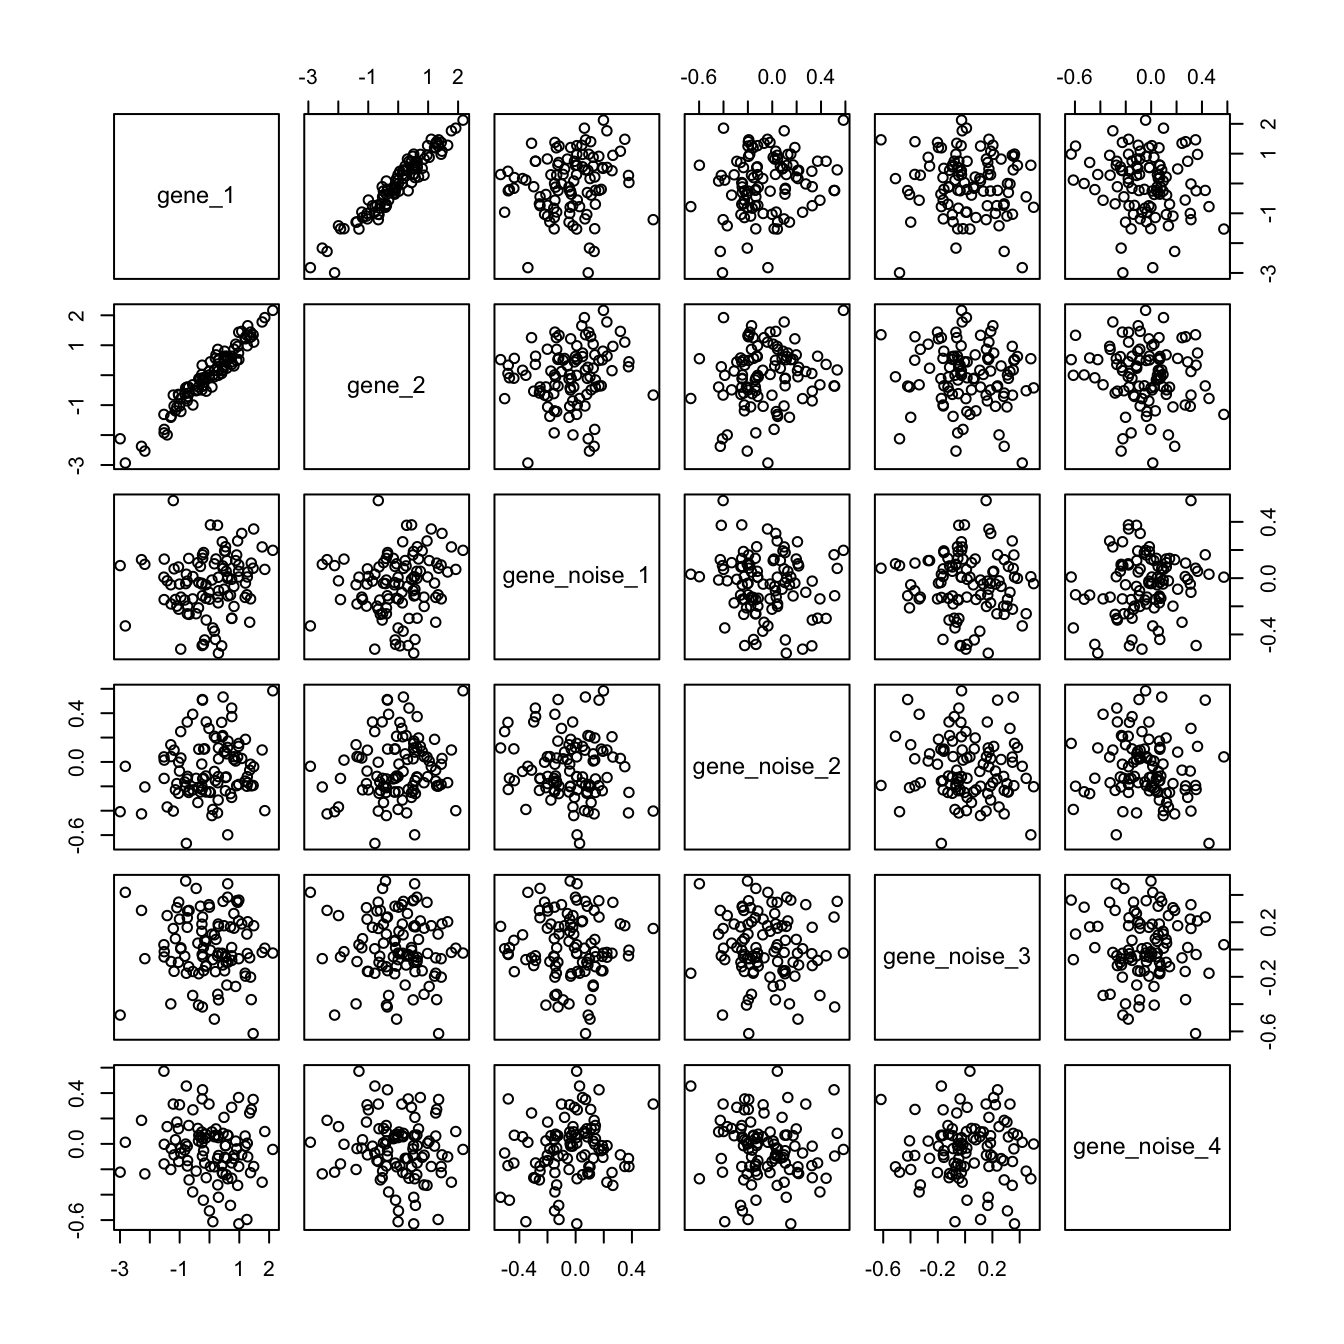 -3 -1 1 2 -0.6 0.0 0.4 -0.6 0.0 0.4
gene_1 -3 -1 1 2
-3 -1 1 2 gene_2
gene_noise_1 -0.4 0.0 0.4
-0.6 0.0 0.4 gene_noise_2
gene_noise_3 -0.6 -0.2 0.2
-0.6 0.0 0.4 gene_noise_4
-3 -1 1 2 -0.4 0.0 0.4 -0.6 -0.2 0.2